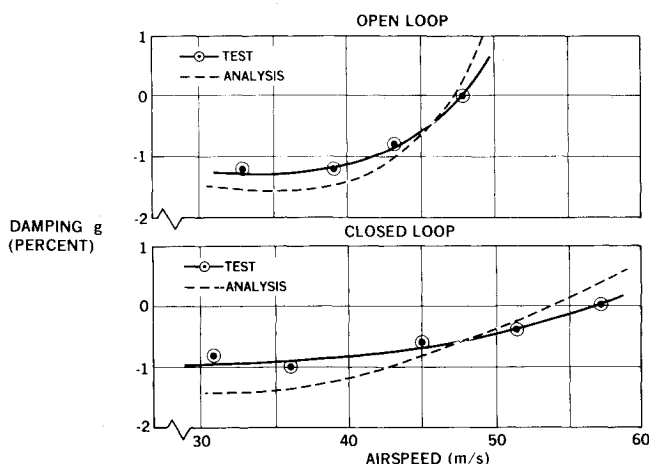 OPEN LOOP
1
0
-1
-2
TEST
ANALYSIS
DAMPING g
(PERCENT)
CLOSED LOOP
1
0
-1
-2
TEST
ANALYSIS
30
40
50
60
AIRSPEED (m/s)